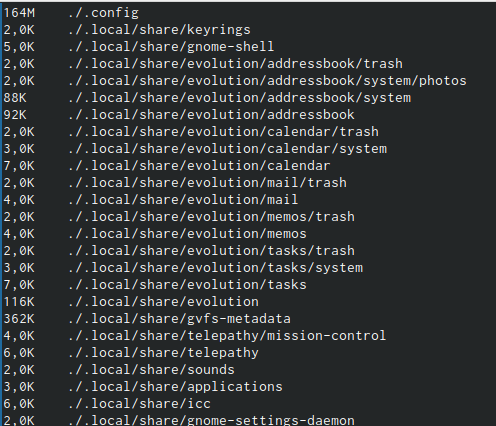 164M    ./.config
2,0K    ./.local/share/keyrings
5,0K    ./.local/share/gnome-shell
2,0K    ./.local/share/evolution/addressbook/trash
2,0K    ./.local/share/evolution/addressbook/system/photos
88K     ./.local/share/evolution/addressbook/system
92K     ./.local/share/evolution/addressbook
2,0K    ./.local/share/evolution/calendar/trash
3,0K    ./.local/share/evolution/calendar/system
7,0K    ./.local/share/evolution/calendar
2,0K    ./.local/share/evolution/mail/trash
4,0K    ./.local/share/evolution/mail
2,0K    ./.local/share/evolution/memos/trash
4,0K    ./.local/share/evolution/memos
2,0K    ./.local/share/evolution/tasks/trash
3,0K    ./.local/share/evolution/tasks/system
7,0K    ./.local/share/evolution/tasks
116K    ./.local/share/evolution
362K    ./.local/share/gvfs-metadata
4,0K    ./.local/share/telepathy/mission-control
6,0K    ./.local/share/telepathy
2,0K    ./.local/share/sounds
3,0K    ./.local/share/applications
6,0K    ./.local/share/icc
2,0K    ./.local/share/gnome-settings-daemon